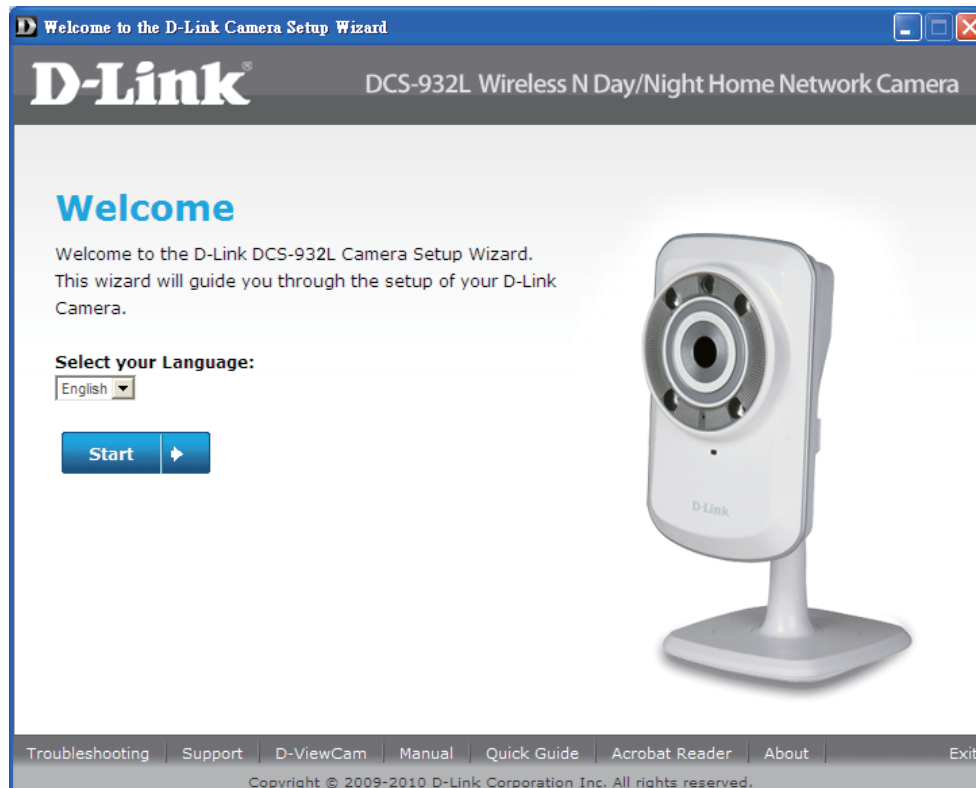 Welcome to the D-Link Camera Setup Wizard
D-Link®
DCS-932L Wireless N Day/Night Home Network Camera
Welcome
Welcome to the D-Link DCS-932L Camera Setup Wizard.
This wizard will guide you through the setup of your D-Link
Camera.
Select your Language:
English
Start
D-Link
Troubleshooting Support D-ViewCam Manual Quick Guide Acrobat Reader About Exit
Copyright © 2009-2010 D-Link Corporation Inc. All rights reserved.